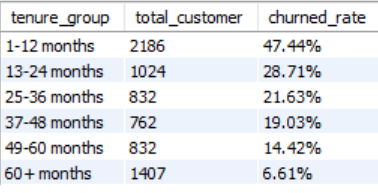 tenure_group total_customer churned_rate
1-12 months 2186 47.44%
13-24 months 1024 28.71%
25-36 months 832 21.63%
37-48 months 762 19.03%
49-60 months 832 14.42%
60+ months 1407 6.61%